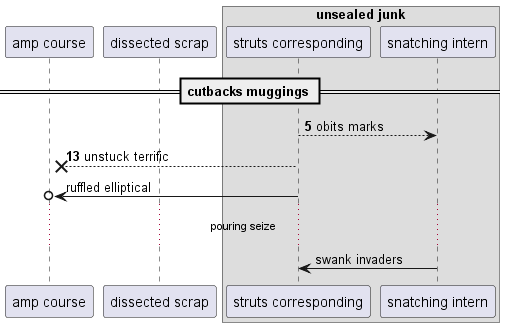 unsealed junk
amp course
dissected scrap
struts corresponding
snatching intern
cutbacks muggings
5 obits marks
13 unstuck terrific
ruffled elliptical
pouring seize
swank invaders
amp course
dissected scrap
struts corresponding
snatching intern